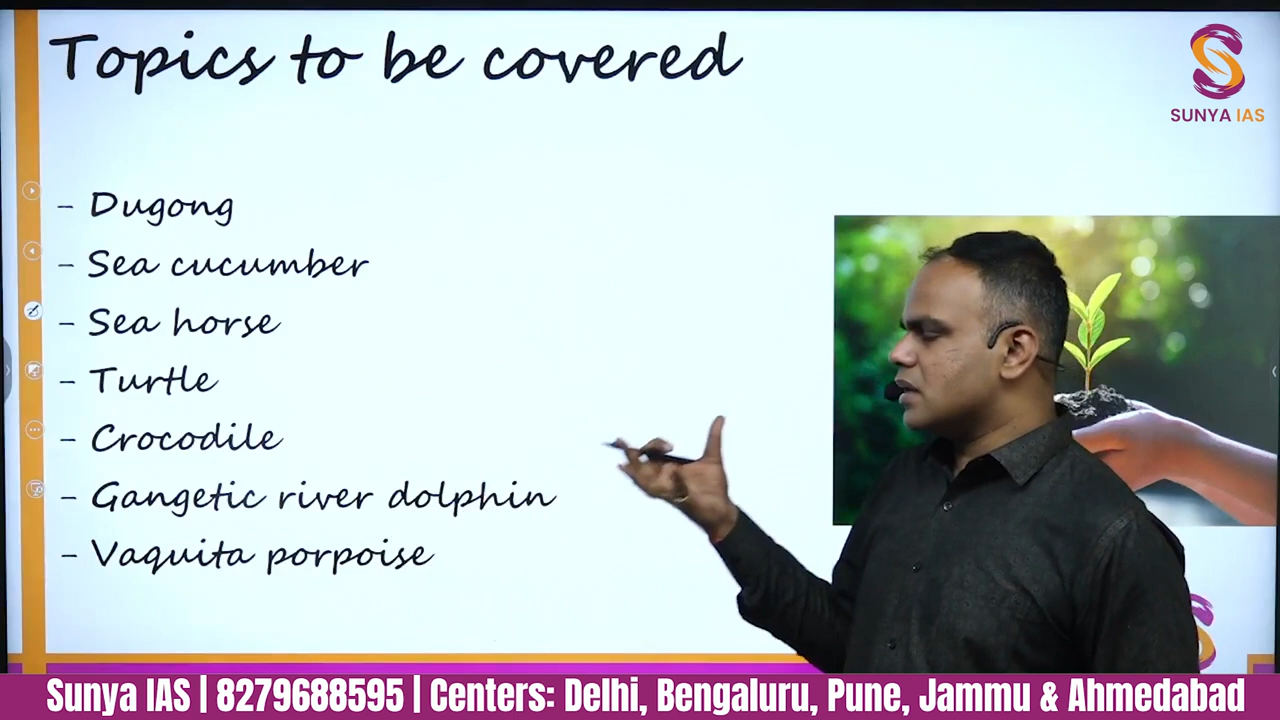 Topics to be covered
SUNYA IAS
- Dugong
- Sea cucumber
- Sea horse
- Turtle
- Crocodile
- Gangetic river dolphin
- Vaquita porpoise
Sunya IAS | 8279688595 | Centers: Delhi, Bengaluru, Pune, Jammu & Ahmedabad